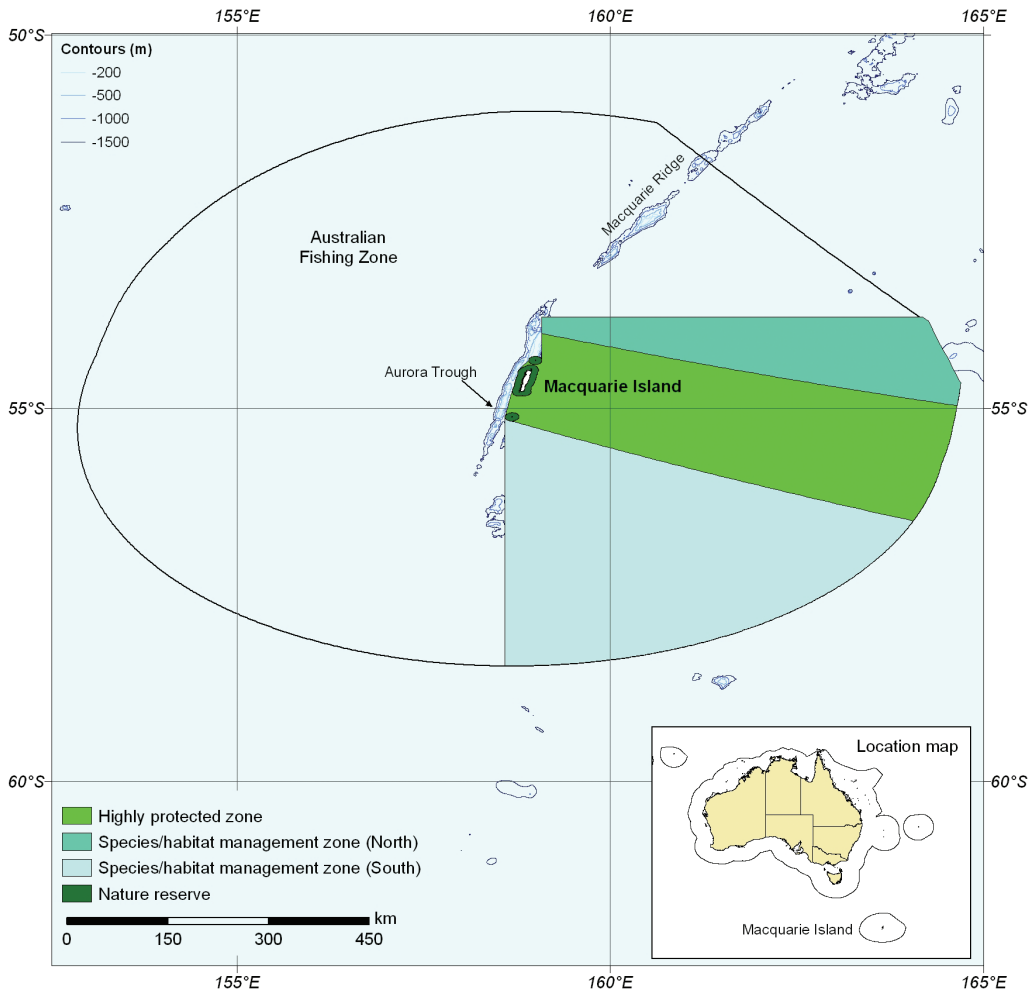 155°E
160°E
165°E
50°S
Contours (m)
-200
-500
-1000
-1500
Macquarie Ridge
Australian
Fishing Zone
Aurora Trough
Macquarie Island
55°S
55°S
Location map
Macquarie Island
60°S
60°S
Highly protected zone
Species/habitat management zone (North)
Species/habitat management zone (South)
Nature reserve
km
0 150 300 450
155°E
160°E
165°E